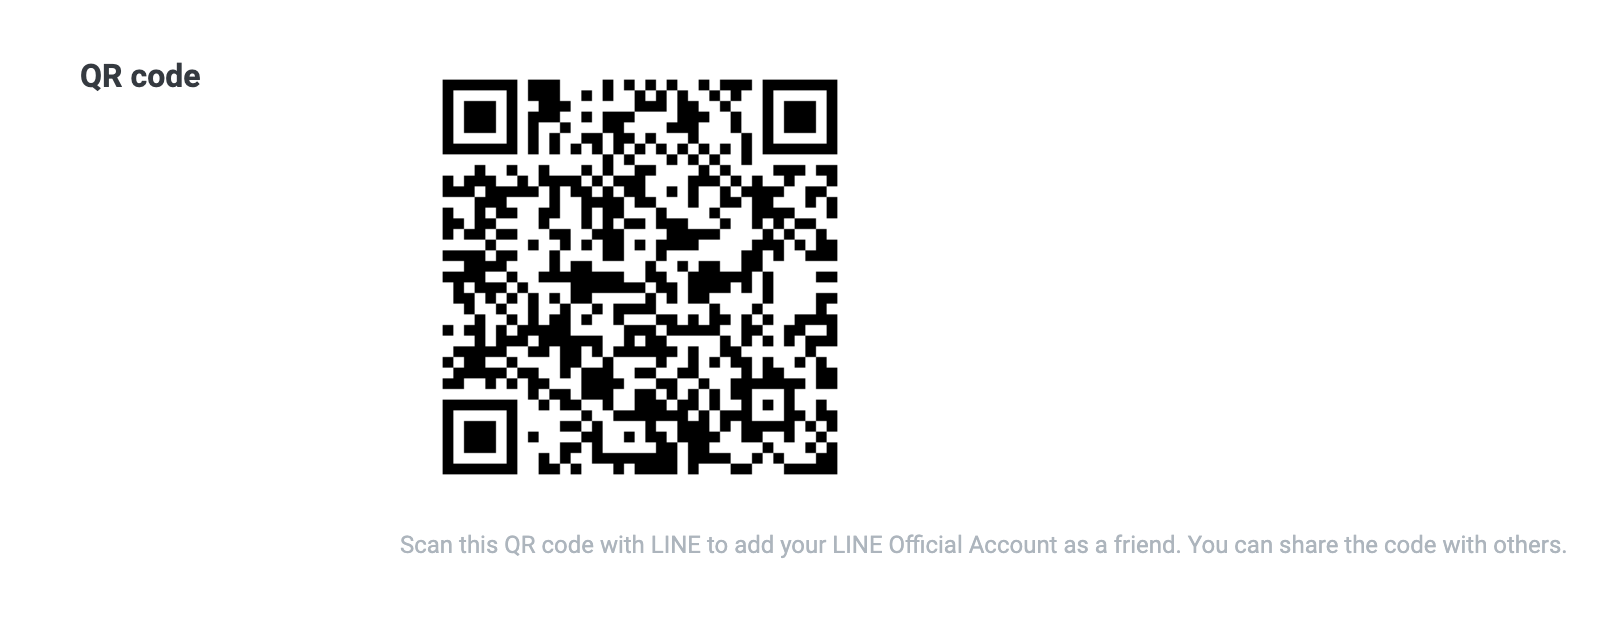 QR code
Scan this QR code with LINE to add your LINE Official Account as a friend. You can share the code with others.